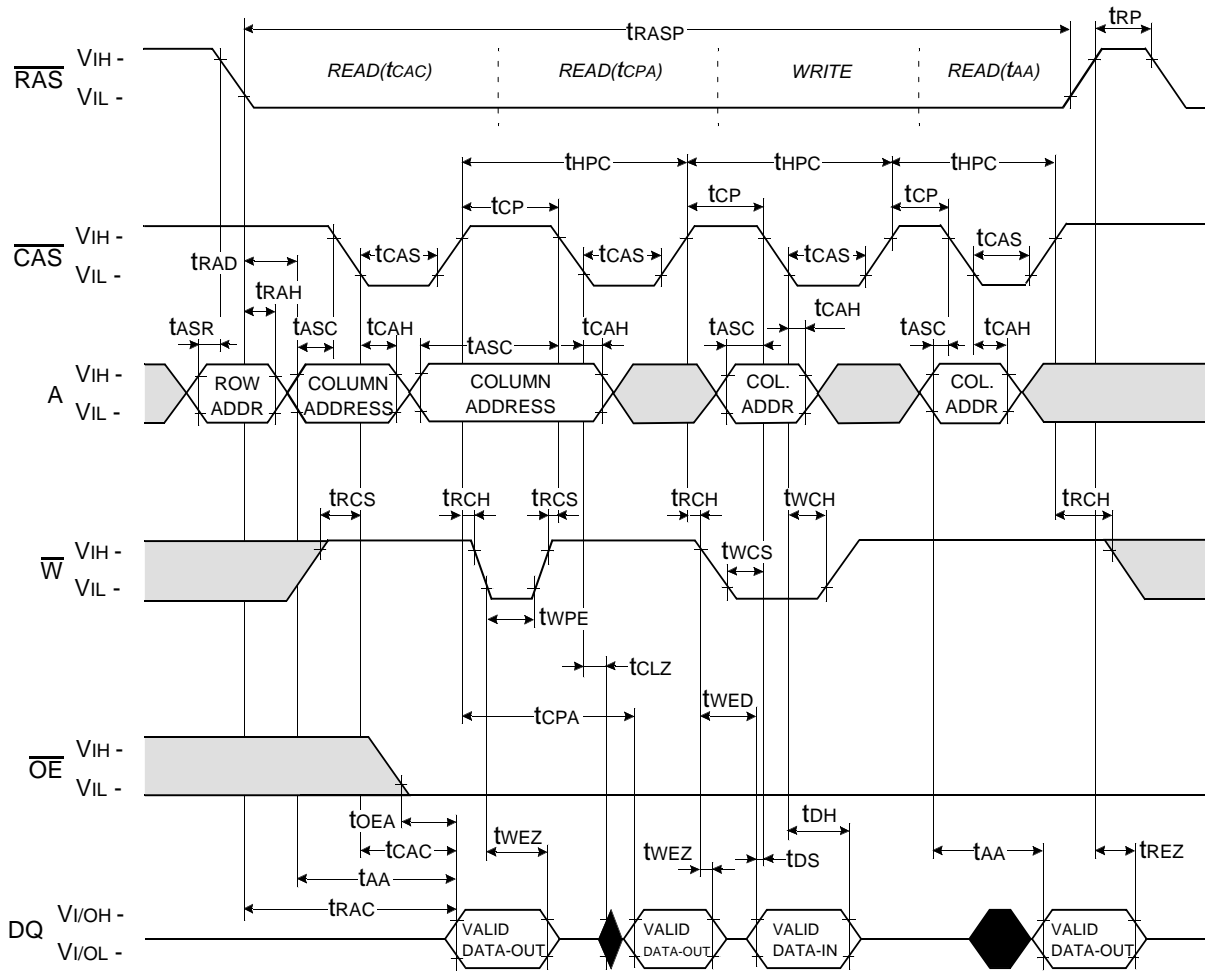 tRASP
tRP
RAS
VIH -
VIL -
READ(tCAC)
READ(tCPA)
WRITE
READ(tAA)
tHPC
tHPC
tHPC
tCP
tCP
tCP
CAS
VIH -
VIL -
tCAS
tCAS
tCAS
tCAS
tRAD
tRAH
tASR
tASC
tCAH
tASC
tCAH
tASC
tCAH
tASC
tCAH
A
VIH -
VIL -
ROW
ADDR
COLUMN
ADDRESS
COLUMN
ADDRESS
COL.
ADDR
COL.
ADDR
tRCS
tRCH
tRCS
tRCH
tWCH
tRCH
W
VIH -
VIL -
tWCS
tWPE
tCLZ
tCPA
tWED
OE
VIH -
VIL -
tOEA
tCAC
tAA
tRAC
tWEZ
tWEZ
tDH
tDS
tAA
tREZ
DQ
VI/OH -
VI/OL -
VALID
DATA-OUT
VALID
DATA-OUT
VALID
DATA-IN
VALID
DATA-OUT